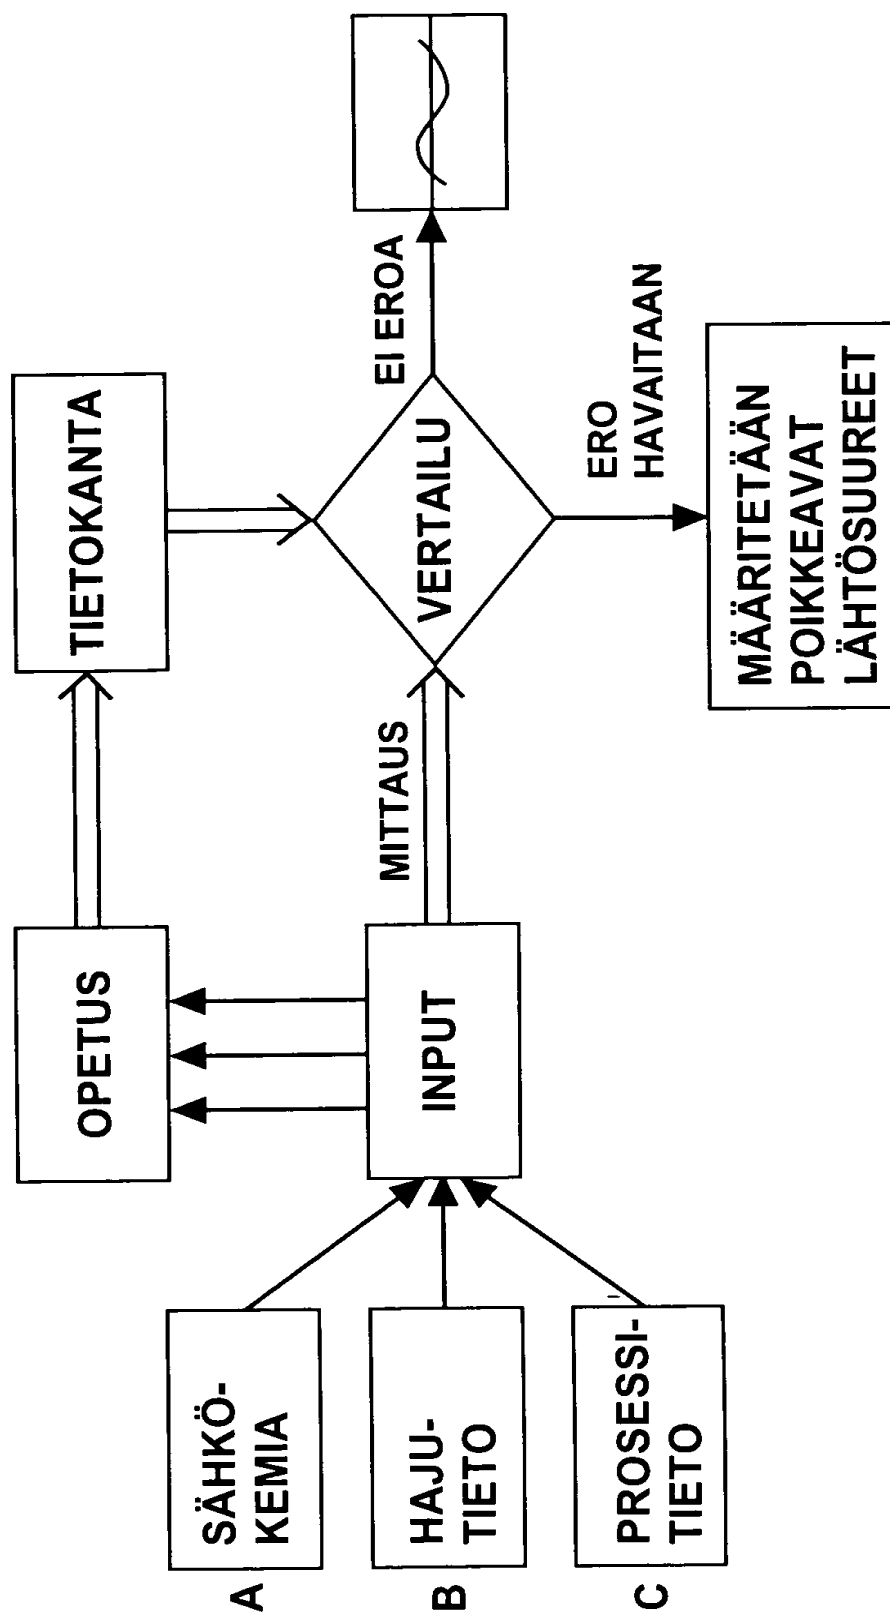 A
SÄHKÖ-
KEMIA
B
HAJU-
TIETO
C
PROSESSI-
TIETO
INPUT
OPETUS
TIETOKANTA
MITTAUS
VERTAILU
EI EROA
ERO
HAVAITAAN
MÄÄRITETÄÄN
POIKKEAVAT
LÄHTÖSUUREET